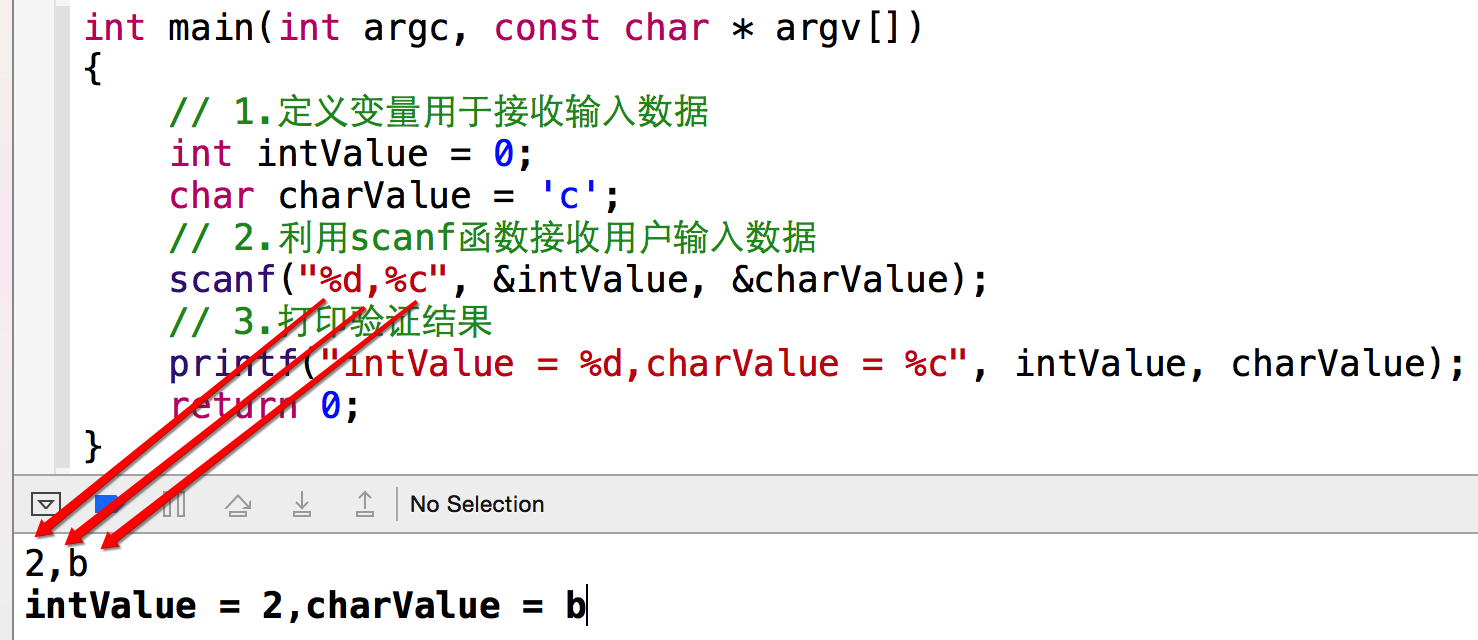 int main(int argc, const char * argv[])
{
// 1.定义变量用于接收输入数据
int intValue = 0;
char charValue = 'c';
// 2.利用scanf函数接收用户输入数据
scanf("%d,%c", &intValue, &charValue);
// 3.打印验证结果
printf("intValue = %d,charValue = %c", intValue, charValue);
return 0;
}
No Selection
2,b
intValue = 2,charValue = b